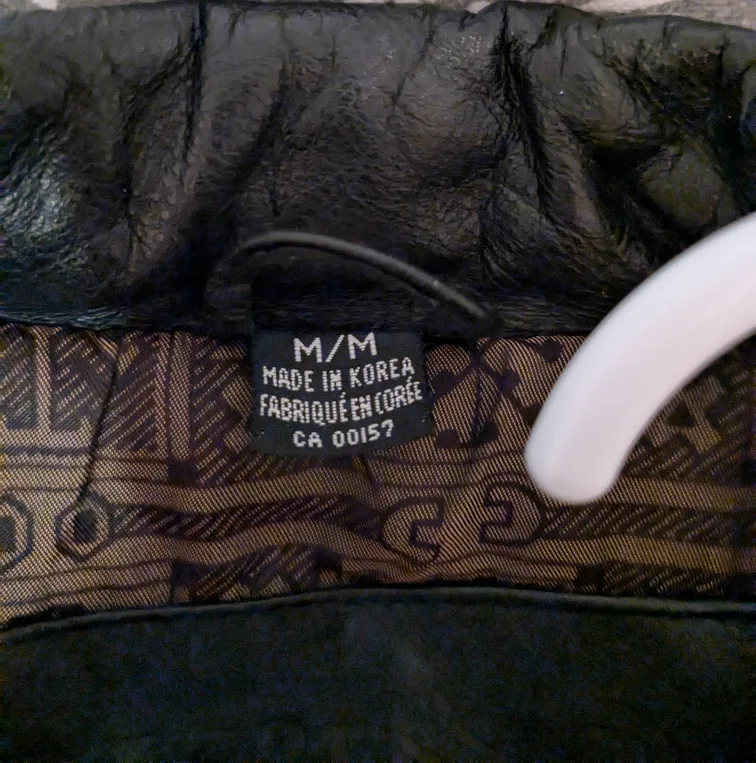 M/M
MADE IN KOREA
FABRIQUÉ EN CORÉE
CA 00157